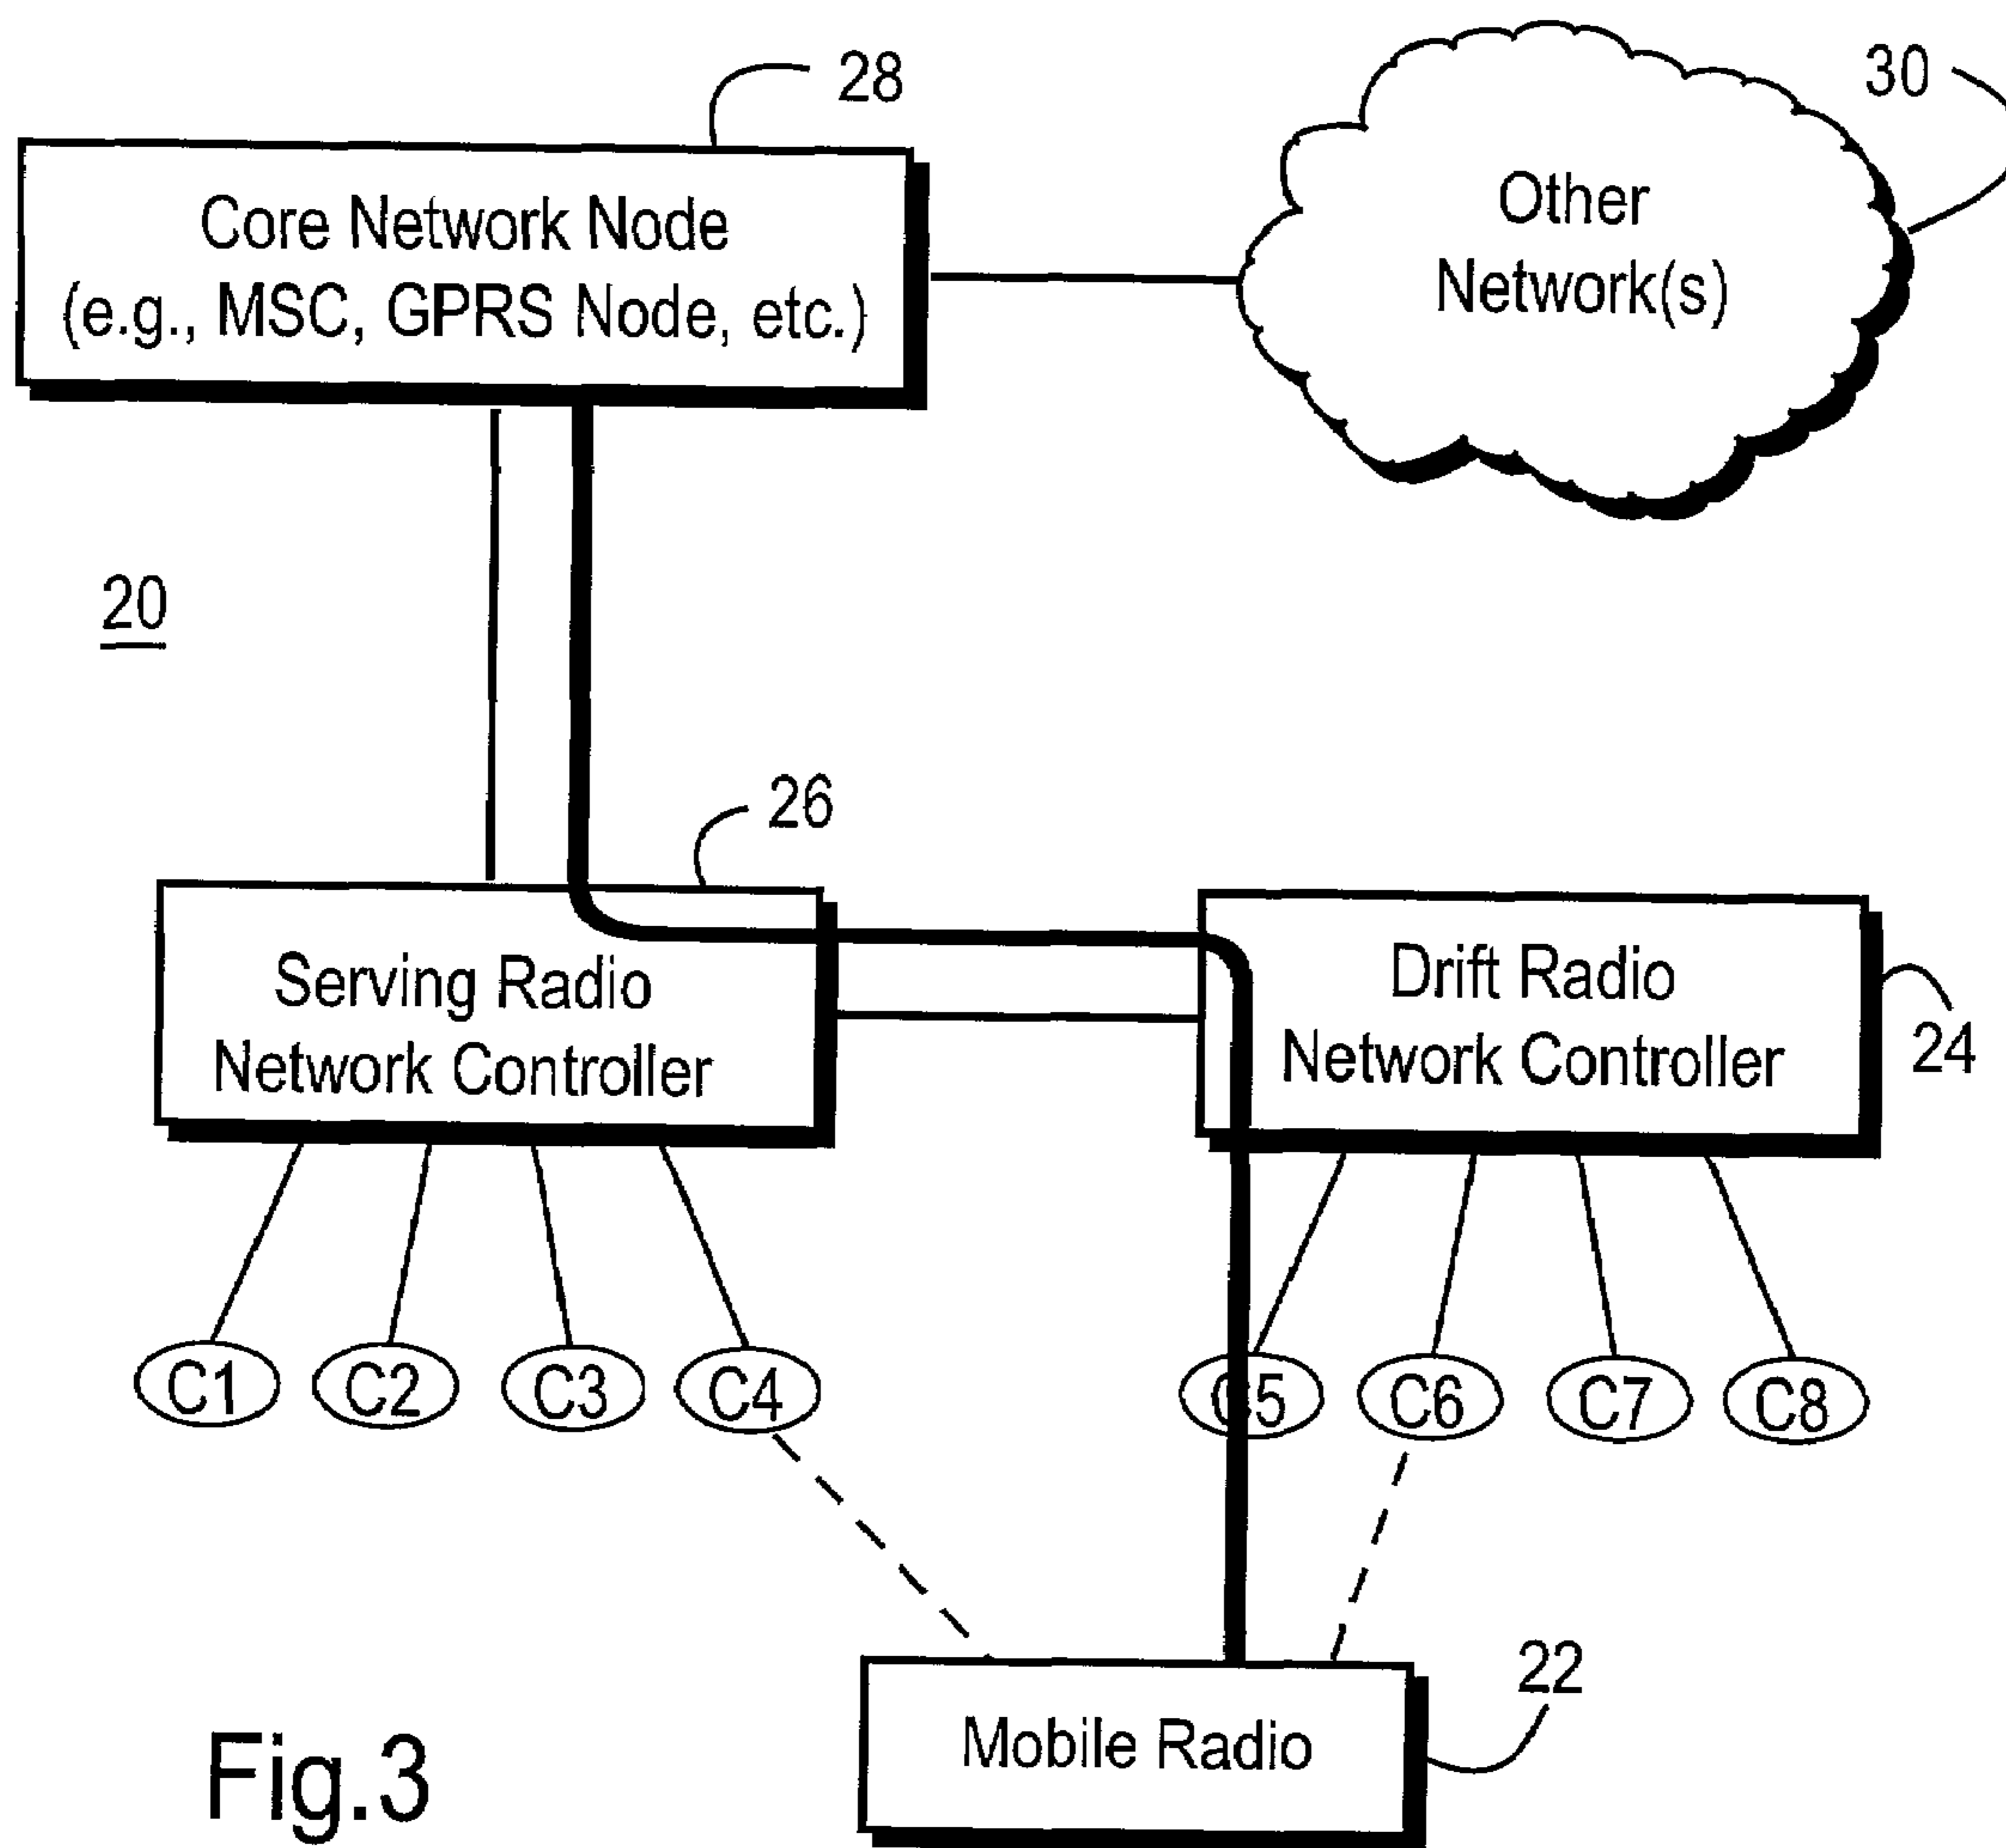 28
30
Core Network Node
(e.g., MSC, GPRS Node, etc.)
Other
Network(s)
20
26
Serving Radio
Network Controller
Drift Radio
Network Controller
24
C1 C2 C3 C4 C5 C6 C7 C8
22
Mobile Radio
Fig.3